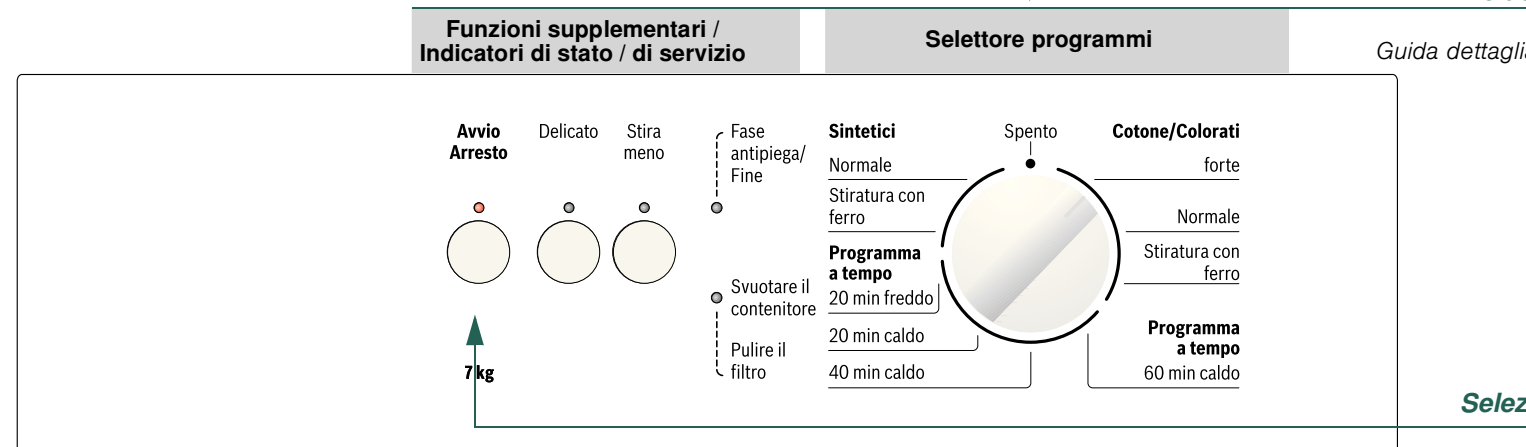 Funzioni supplementari /
Indicatori di stato / di servizio
Selettore programmi
Guida dettaglia
Avvio
Arresto
Delicato
Stira
meno
Fase
antipiega/
Fine
Svuotare il
contenitore
Pulire il
filtro
7 kg
Sintetici
Normale
Stiratura con
ferro
Programma
a tempo
20 min freddo
20 min caldo
40 min caldo
Spento
Cotone/Colorati
forte
Normale
Stiratura con
ferro
Programma
a tempo
60 min caldo
Selez